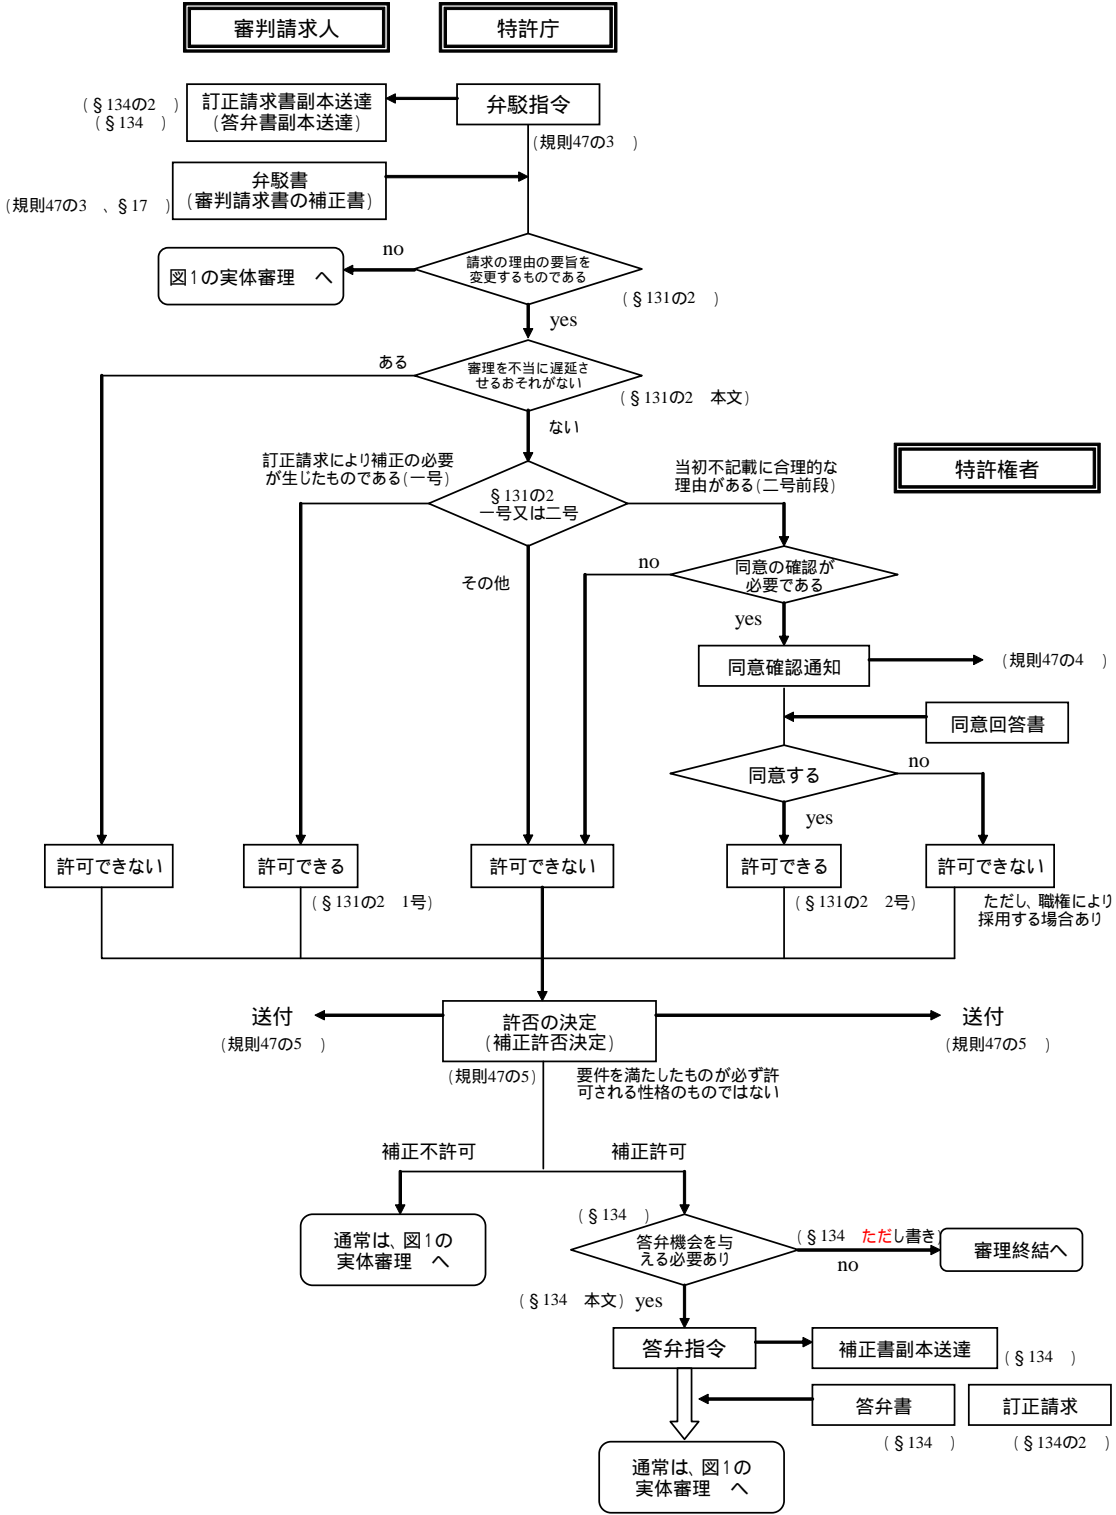 審判請求人
特許庁
(§134の2　)
(§134　)
訂正請求書副本送達
(答弁書副本送達)
弁駁指令
(規則47の3　)
弁駁書
(審判請求書の補正書)
(規則47の3　、§17　)
no
請求の理由の要旨を
変更するものである
図1の実体審理　へ
(§131の2　)
yes
ある
審理を不当に遅延さ
せるおそれがない
(§131の2　本文)
ない
訂正請求により補正の必要
が生じたものである(一号)
当初不記載に合理的な
理由がある(二号前段)
特許権者
§131の2
一号又は二号
no
同意の確認が
必要である
その他
yes
同意確認通知
(規則47の4　)
同意回答書
同意する
no
yes
許可できない
許可できる
許可できない
許可できる
許可できない
(§131の2　1号)
(§131の2　2号)
ただし、職権により
採用する場合あり
送付
(規則47の5　)
許否の決定
(補正許否決定)
送付
(規則47の5　)
(規則47の5)
要件を満たしたものが必ず許
可される性格のものではない
補正不許可
補正許可
(§134　)
通常は、図1の
実体審理　へ
答弁機会を与
える必要あり
(§134　ただし書き)
no
審理終結へ
(§134　本文)
yes
答弁指令
補正書副本送達
(§134　)
答弁書
訂正請求
(§134　)
(§134の2　)
通常は、図1の
実体審理　へ